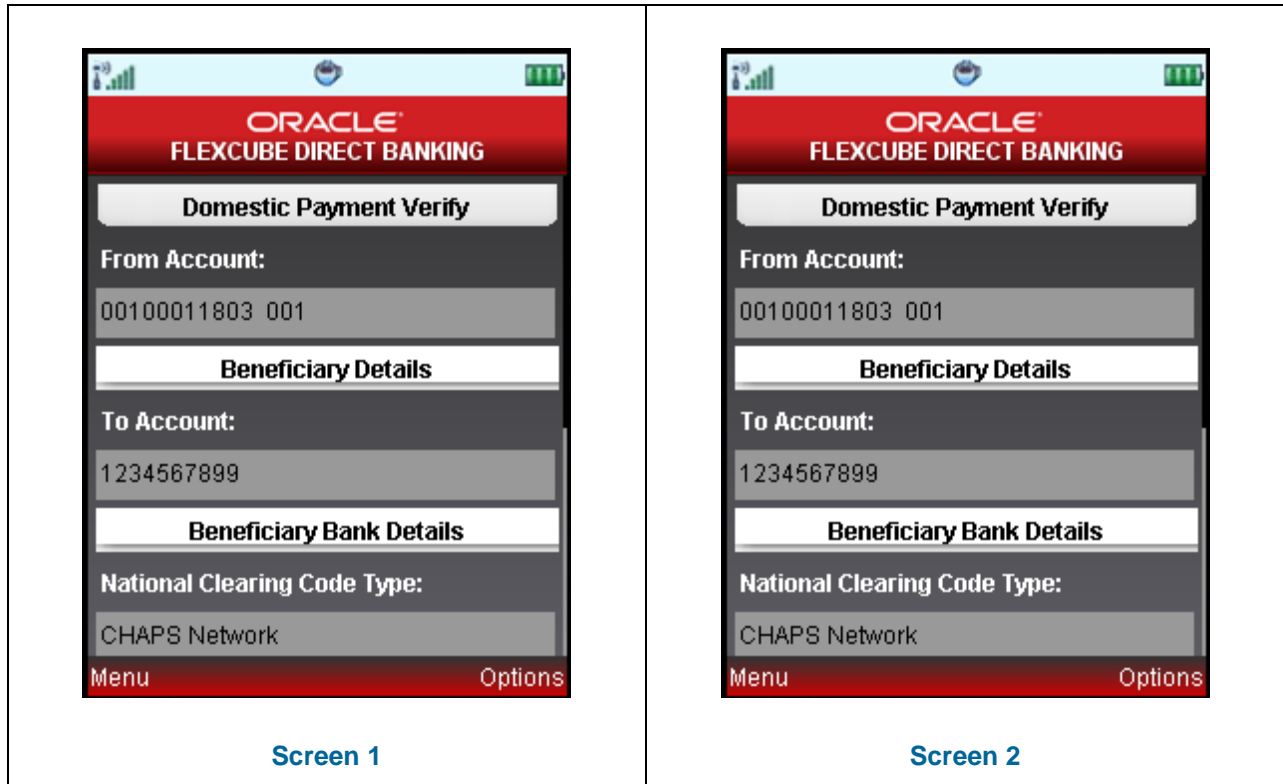 ORACLE
FLEXCUBE DIRECT BANKING
Domestic Payment Verify
From Account:
00100011803 001
Beneficiary Details
To Account:
1234567899
Beneficiary Bank Details
National Clearing Code Type:
CHAPS Network
Menu Options
Screen 1
ORACLE
FLEXCUBE DIRECT BANKING
Domestic Payment Verify
From Account:
00100011803 001
Beneficiary Details
To Account:
1234567899
Beneficiary Bank Details
National Clearing Code Type:
CHAPS Network
Menu Options
Screen 2